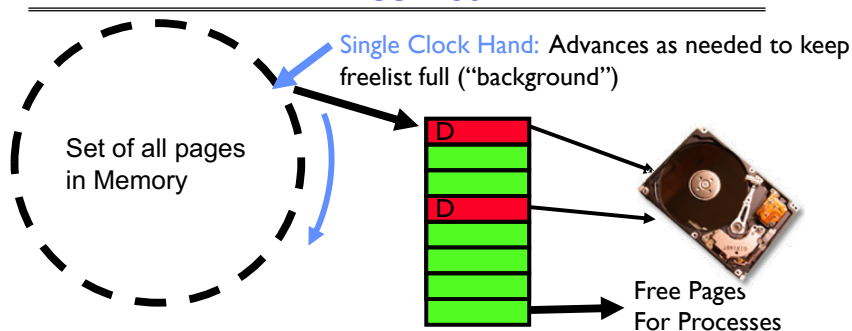 Single Clock Hand: Advances as needed to keep
freelist full (“background”)
Set of all pages
in Memory
D
D
Free Pages
For Processes